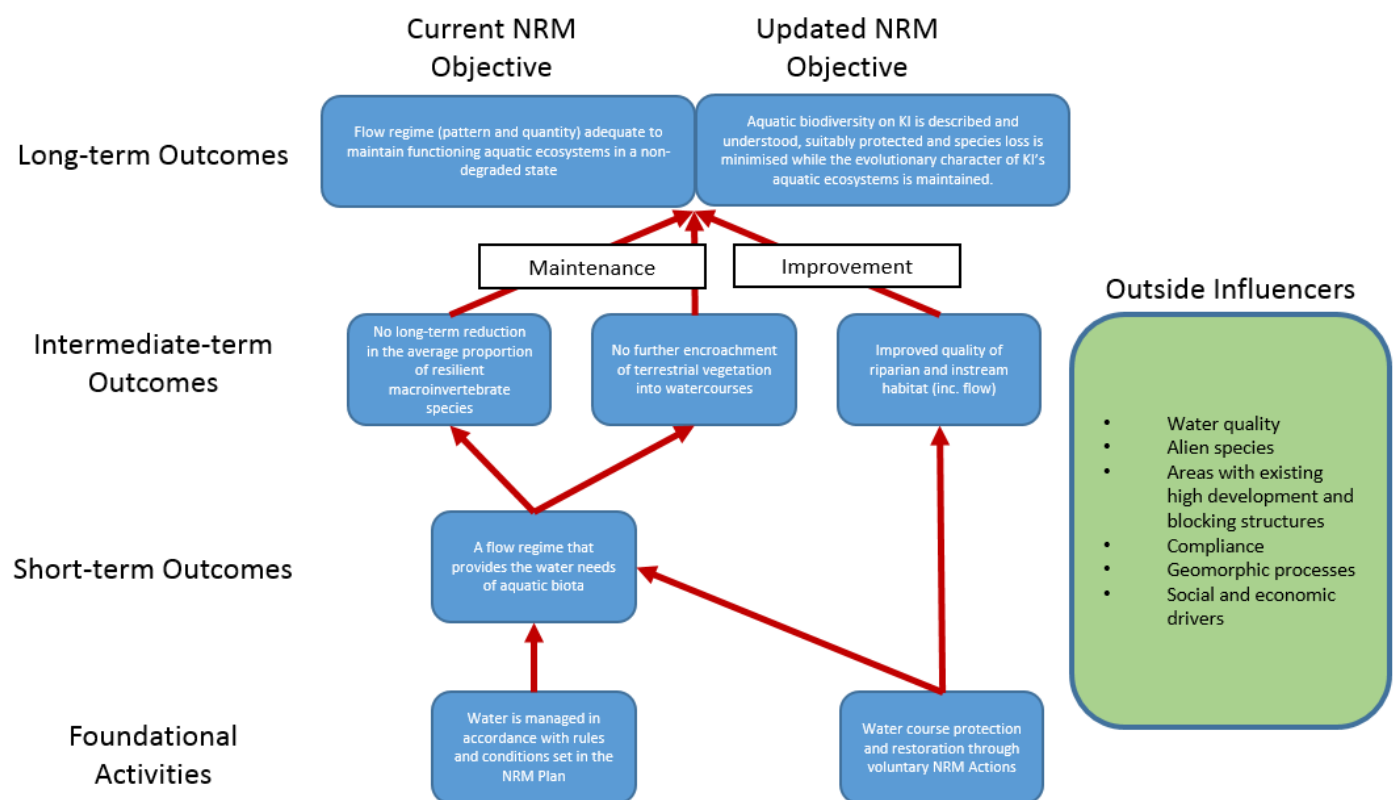 Current NRM
Objective
Updated NRM
Objective
Long-term Outcomes
Flow regime (pattern and quantity) adequate to
maintain functioning aquatic ecosystems in a non-
degraded state
Aquatic biodiversity on KI is described and
understood, suitably protected and species loss is
minimised while the evolutionary character of KI's
aquatic ecosystems is maintained.
Maintenance
Improvement
Intermediate-term
Outcomes
No long-term reduction
in the average proportion
of resilient
macroinvertebrate
species
No further encroachment
of terrestrial vegetation
into watercourses
Improved quality of
riparian and instream
habitat (inc. flow)
Short-term Outcomes
A flow regime that
provides the water needs
of aquatic biota
Foundational
Activities
Water is managed in
accordance with rules
and conditions set in the
NRM Plan
Water course protection
and restoration through
voluntary NRM Actions
Outside Influencers
• Water quality
• Alien species
• Areas with existing
high development and
blocking structures
• Compliance
• Geomorphic processes
• Social and economic
drivers